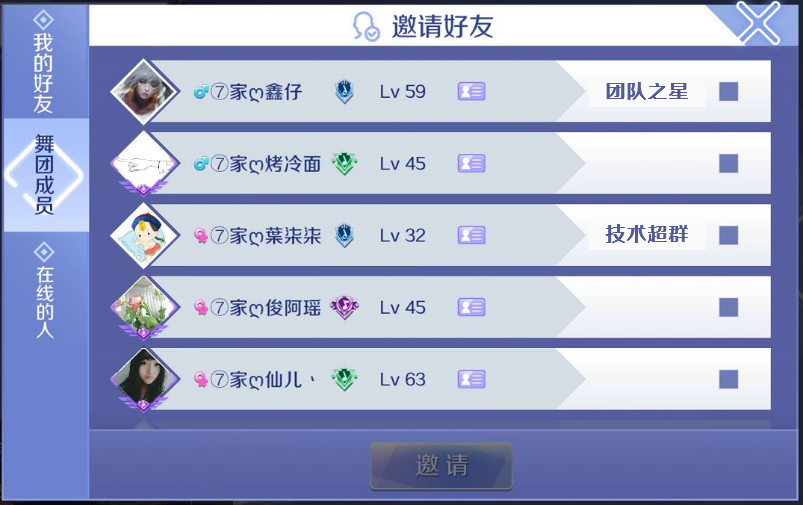 邀请好友
我的好友
舞团成员
在线的人
⑦家ღ鑫仔 Lv 59 团队之星
⑦家ღ烤冷面 Lv 45
⑦家ღ葉柒柒 Lv 32 技术超群
⑦家ღ俊阿瑶 Lv 45
⑦家ღ仙儿丶 Lv 63
邀请